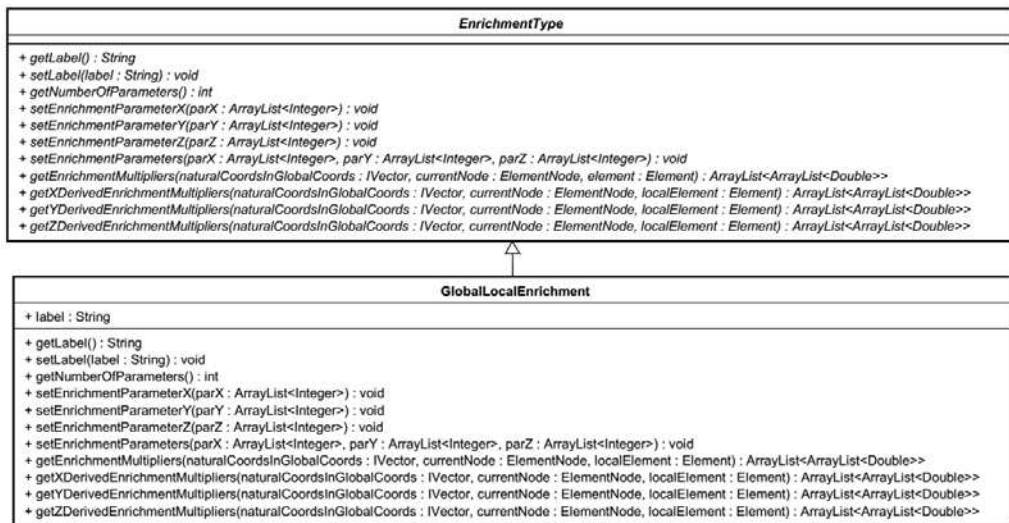 EnrichmentType
+ getLabel() : String
+ setLabel(label : String) : void
+ getNumberOfParameters() : int
+ setEnrichmentParameterX(parX : ArrayList<Integer>) : void
+ setEnrichmentParameterY(parY : ArrayList<Integer>) : void
+ setEnrichmentParameterZ(parZ : ArrayList<Integer>) : void
+ setEnrichmentParameters(parX : ArrayList<Integer>, parY : ArrayList<Integer>, parZ : ArrayList<Integer>) : void
+ getEnrichmentMultipliers(naturalCoordsInGlobalCoords : IVector, currentNode : ElementNode, element : Element) : ArrayList<ArrayList<Double>>
+ getXDerivedEnrichmentMultipliers(naturalCoordsInGlobalCoords : IVector, currentNode : ElementNode, localElement : Element) : ArrayList<ArrayList<Double>>
+ getYDerivedEnrichmentMultipliers(naturalCoordsInGlobalCoords : IVector, currentNode : ElementNode, localElement : Element) : ArrayList<ArrayList<Double>>
+ getZDerivedEnrichmentMultipliers(naturalCoordsInGlobalCoords : IVector, currentNode : ElementNode, localElement : Element) : ArrayList<ArrayList<Double>>
GlobalLocalEnrichment
+ label : String
+ getLabel() : String
+ setLabel(label : String) : void
+ getNumberOfParameters() : int
+ setEnrichmentParameterX(parX : ArrayList<Integer>) : void
+ setEnrichmentParameterY(parY : ArrayList<Integer>) : void
+ setEnrichmentParameterZ(parZ : ArrayList<Integer>) : void
+ setEnrichmentParameters(parX : ArrayList<Integer>, parY : ArrayList<Integer>, parZ : ArrayList<Integer>) : void
+ getEnrichmentMultipliers(naturalCoordsInGlobalCoords : IVector, currentNode : ElementNode, localElement : Element) : ArrayList<ArrayList<Double>>
+ getXDerivedEnrichmentMultipliers(naturalCoordsInGlobalCoords : IVector, currentNode : ElementNode, localElement : Element) : ArrayList<ArrayList<Double>>
+ getYDerivedEnrichmentMultipliers(naturalCoordsInGlobalCoords : IVector, currentNode : ElementNode, localElement : Element) : ArrayList<ArrayList<Double>>
+ getZDerivedEnrichmentMultipliers(naturalCoordsInGlobalCoords : IVector, currentNode : ElementNode, localElement : Element) : ArrayList<ArrayList<Double>>